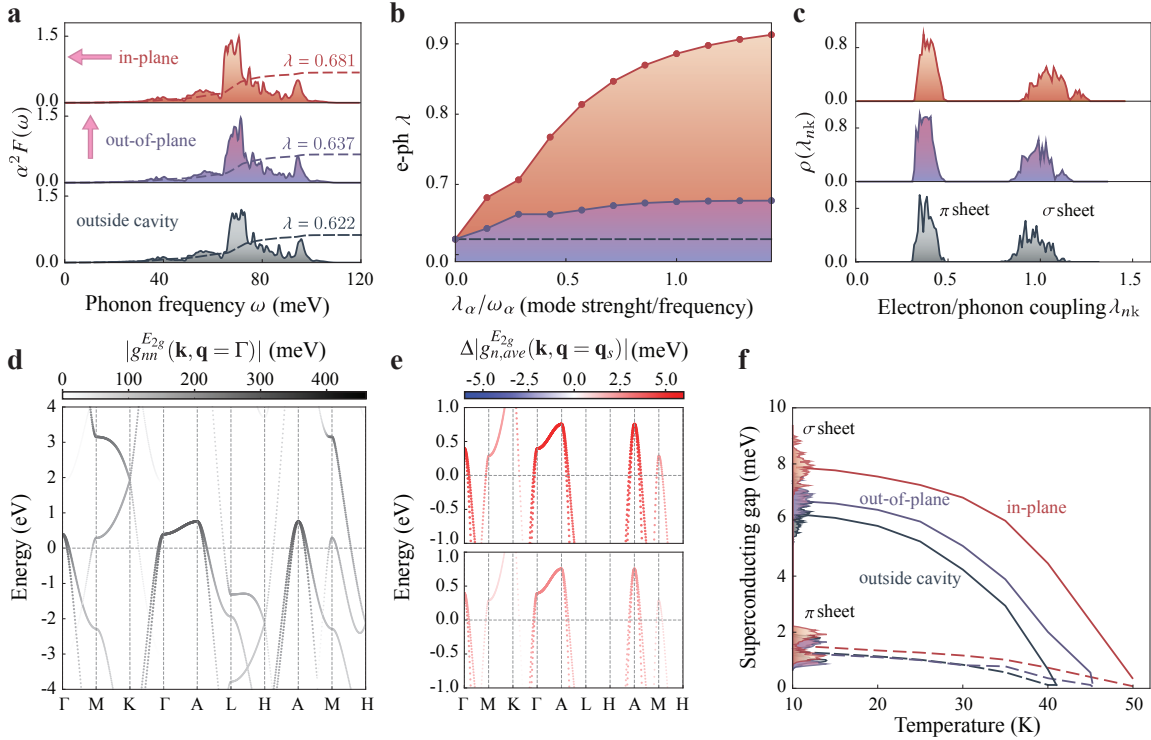 a
α²F(ω)
1.5
0.0
1.5
0.0
1.5
0.0
in-plane
λ = 0.681
out-of-plane
λ = 0.637
outside cavity
λ = 0.622
0
40
80
120
Phonon frequency ω (meV)
b
e-ph λ
0.9
0.8
0.7
0.6
0.0
0.5
1.0
λα/ωα (mode strenght/frequency)
c
ρ(λnk)
0.8
0.0
0.8
0.0
0.8
0.0
π sheet
σ sheet
0
0.5
1.0
1.5
Electron/phonon coupling λnk
d
|g_{nn}^{E_{2g}}(k, q = Γ)| (meV)
0 100 200 300 400
Energy (eV)
4
3
2
1
0
-1
-2
-3
-4
Γ M K Γ A L H A M H
e
Δ|g_{n,ave}^{E_{2g}}(k, q = q_s)| (meV)
-5.0 -2.5 0.0 2.5 5.0
Energy (eV)
1.0
0.5
0.0
-0.5
-1.0
1.0
0.5
0.0
-0.5
-1.0
Γ M K Γ A L H A M H
f
Superconducting gap (meV)
10
8
6
4
2
0
σ sheet
out-of-plane
in-plane
outside cavity
π sheet
10 20 30 40 50
Temperature (K)